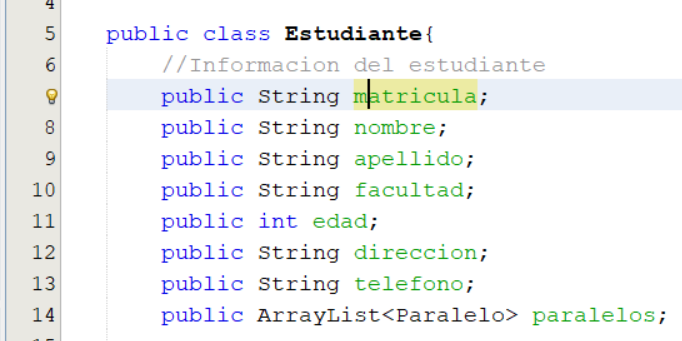 4
5 public class Estudiante{
6 //Informacion del estudiante
public String matricula;
8 public String nombre;
9 public String apellido;
10 public String facultad;
11 public int edad;
12 public String direccion;
13 public String telefono;
14 public ArrayList<Paralelo> paralelos;